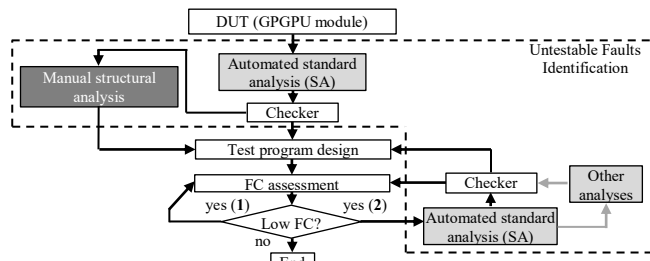 DUT (GPGPU module)
Untestable Faults
Identification
Manual structural
analysis
Automated standard
analysis (SA)
Checker
Test program design
FC assessment
Checker
Other
analyses
yes (1)
yes (2)
Low FC?
Automated standard
analysis (SA)
no
End